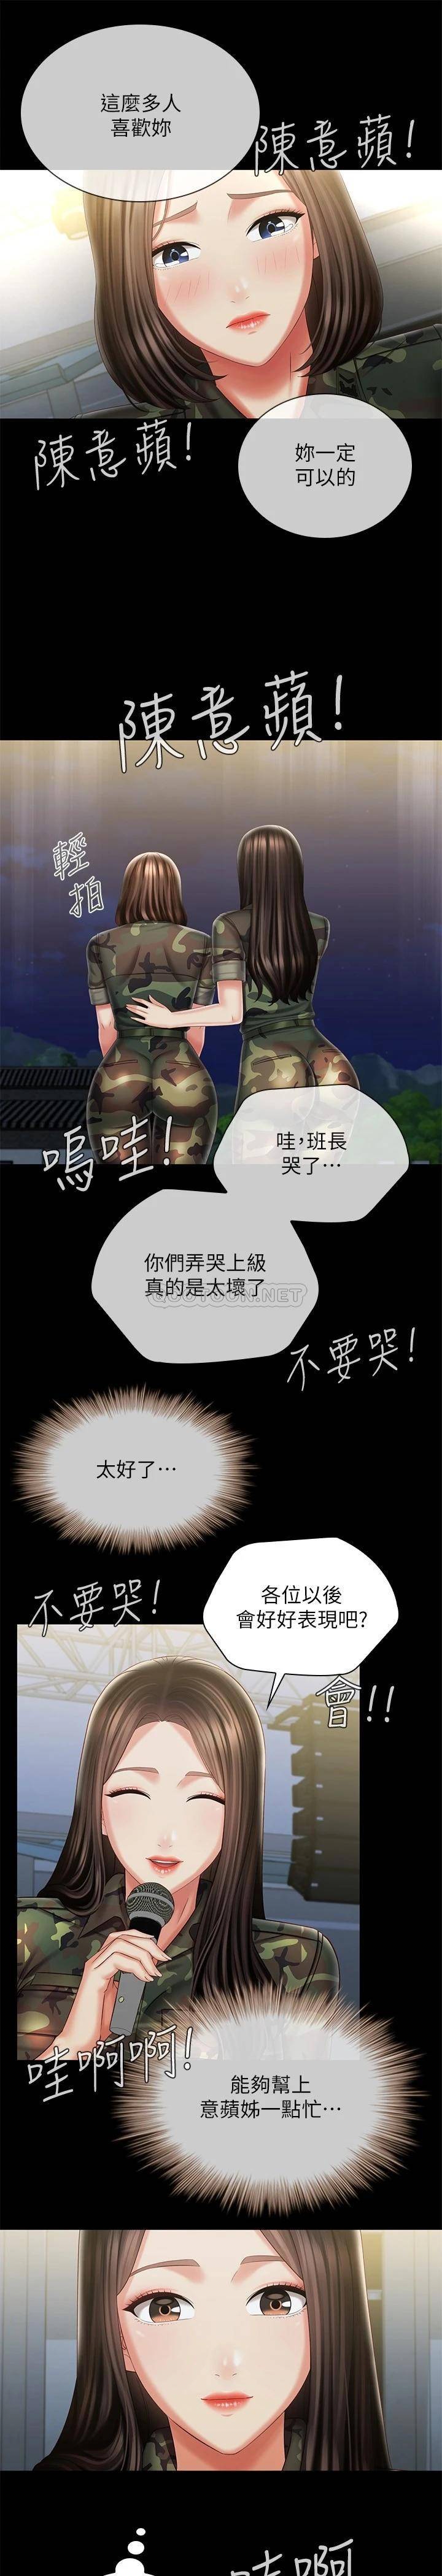 這麼多人
喜歡妳
陳意蘋!
陳意蘋!
妳一定
可以的
陳意蘋!
輕
拍
嗚哇!
哇,班長
哭了…
你們弄哭上級
真的是太壞了
不要哭!
太好了…
各位以後
會好好表現吧?
不要哭!
會!!
哇啊啊!
能夠幫上
意蘋姊一點忙…
哇啊